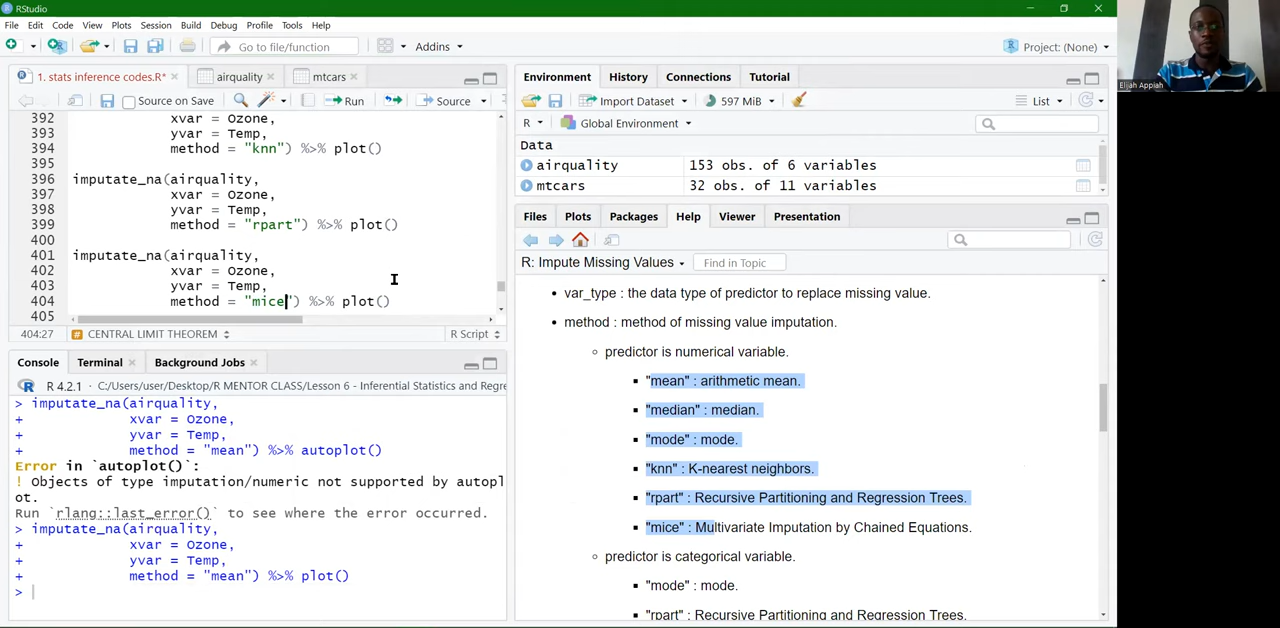 RStudio
File Edit Code View Plots Session Build Debug Profile Tools Help
Go to file/function
Addins
Project: (None)
1. stats inference codes.R*
airquality
mtcars
Source on Save
Run
Source
392 xvar = Ozone,
393 yvar = Temp,
394 method = "knn") %>% plot()
395
396 imputate_na(airquality,
397 xvar = Ozone,
398 yvar = Temp,
399 method = "rpart") %>% plot()
400
401 imputate_na(airquality,
402 xvar = Ozone,
403 yvar = Temp,
404 method = "mice") %>% plot()
405
404:27
CENTRAL LIMIT THEOREM
R Script
Console Terminal Background Jobs
R 4.2.1 · C:/Users/user/Desktop/R MENTOR CLASS/Lesson 6 - Inferential Statistics and Regre
> imputate_na(airquality,
+ xvar = Ozone,
+ yvar = Temp,
+ method = "mean") %>% autoplot()
Error in `autoplot()`:
! Objects of type imputation/numeric not supported by autopl
ot.
Run `rlang::last_error()` to see where the error occurred.
> imputate_na(airquality,
+ xvar = Ozone,
+ yvar = Temp,
+ method = "mean") %>% plot()
>
Environment History Connections Tutorial
Import Dataset
597 MiB
List
R
Global Environment
Data
airquality 153 obs. of 6 variables
mtcars 32 obs. of 11 variables
Files Plots Packages Help Viewer Presentation
R: Impute Missing Values
Find in Topic
• var_type : the data type of predictor to replace missing value.
• method : method of missing value imputation.
○ predictor is numerical variable.
▪ "mean" : arithmetic mean.
▪ "median" : median.
▪ "mode" : mode.
▪ "knn" : K-nearest neighbors.
▪ "rpart" : Recursive Partitioning and Regression Trees.
▪ "mice" : Multivariate Imputation by Chained Equations.
○ predictor is categorical variable.
▪ "mode" : mode.
▪ "rpart" : Recursive Partitioning and Regression Trees.
Elijah Appiah